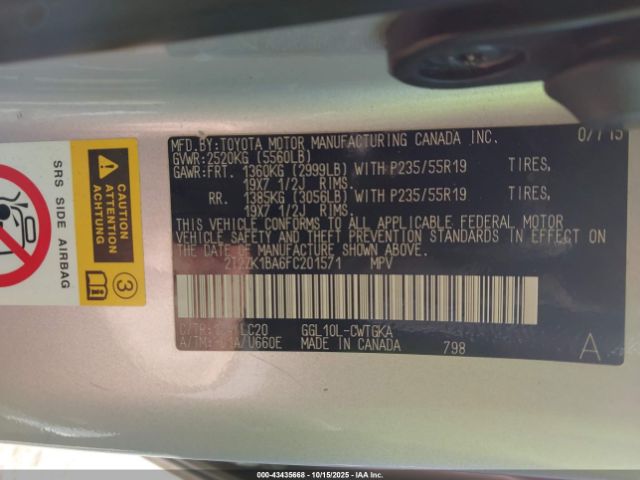 MFD.BY:TOYOTA MOTOR MANUFACTURING CANADA INC. 07/15
GVWR:2520KG (5560LB)
GAWR:FRT. 1360KG (2999LB) WITH P235/55R19 TIRES,
19X7 1/2J RIMS.
RR. 1385KG (3056LB) WITH P235/55R19 TIRES,
19X7 1/2J RIMS.
THIS VEHICLE CONFORMS TO ALL APPLICABLE FEDERAL MOTOR
VEHICLE SAFETY AND THEFT PREVENTION STANDARDS IN EFFECT ON
THE DATE OF MANUFACTURE SHOWN ABOVE.
MPV
GGL10L-CWTGKA
MADE IN CANADA 798 A
SRS SIDE AIRBAG
CAUTION
ATTENTION
ACHTUNG
3
000-43435668 | 10/15/2025 | IAA Holdings, LLC